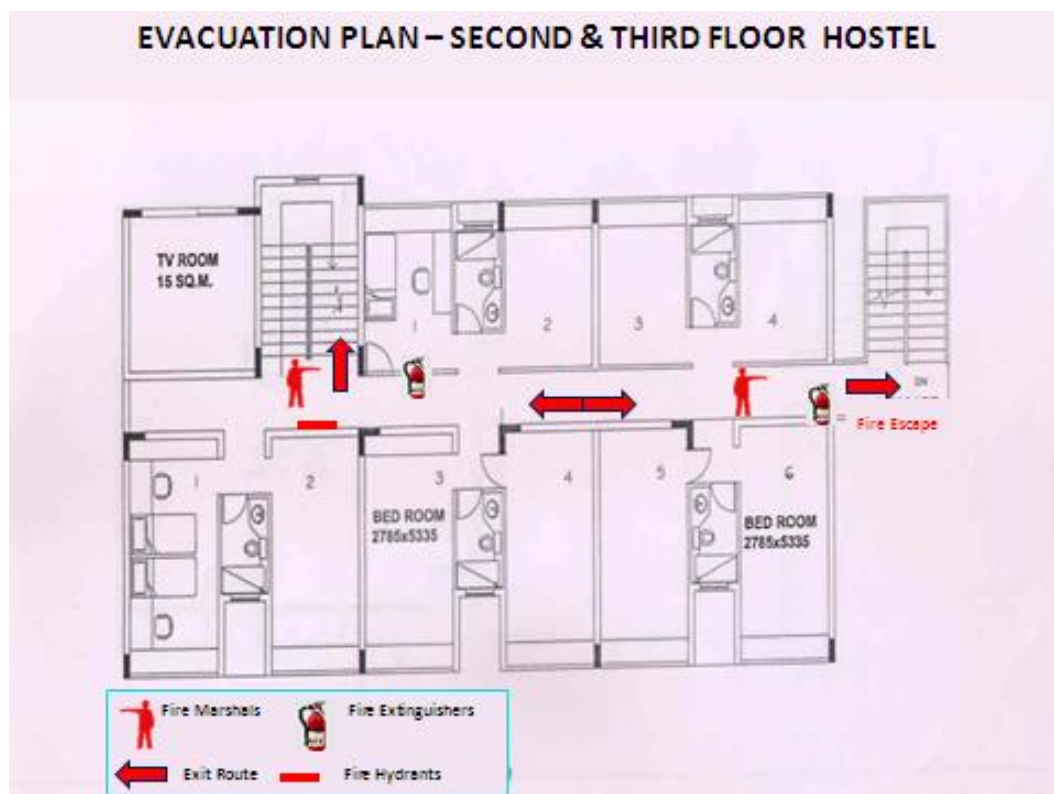 EVACUATION PLAN – SECOND & THIRD FLOOR HOSTEL
TV ROOM
15 SQ.M.
1
2
3
4
DN
Fire Escape
1
2
3
4
5
6
BED ROOM
2785x5335
BED ROOM
2785x5335
Fire Marshals
Fire Extinguishers
Exit Route
Fire Hydrants